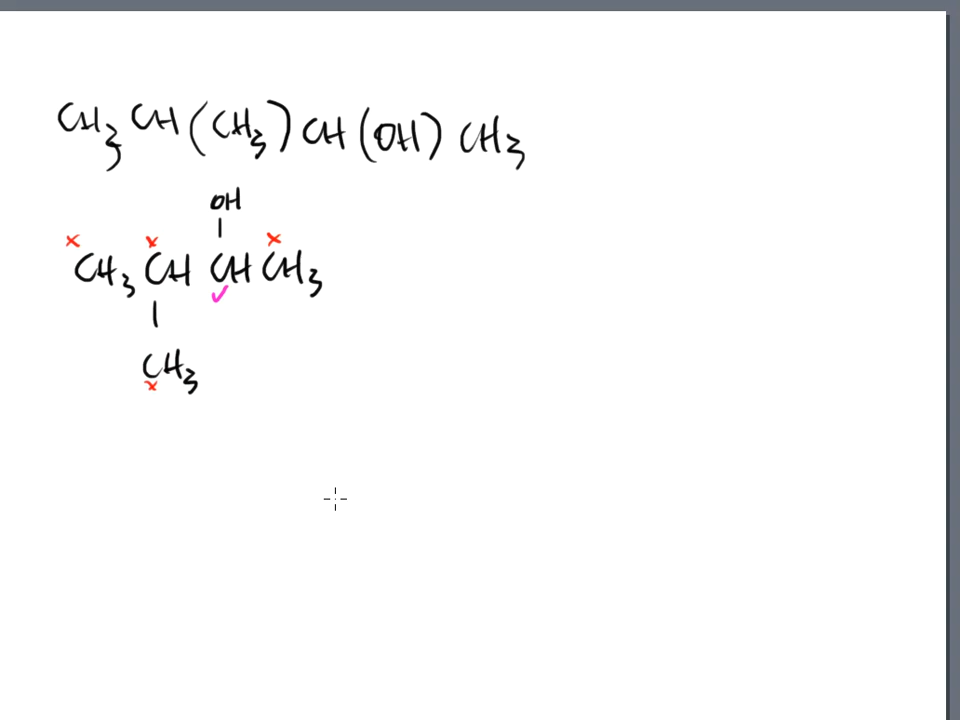 CH3CH(CH3)CH(OH)CH3
OH
x x x
CH3 CH CH CH3
✓
CH3
x